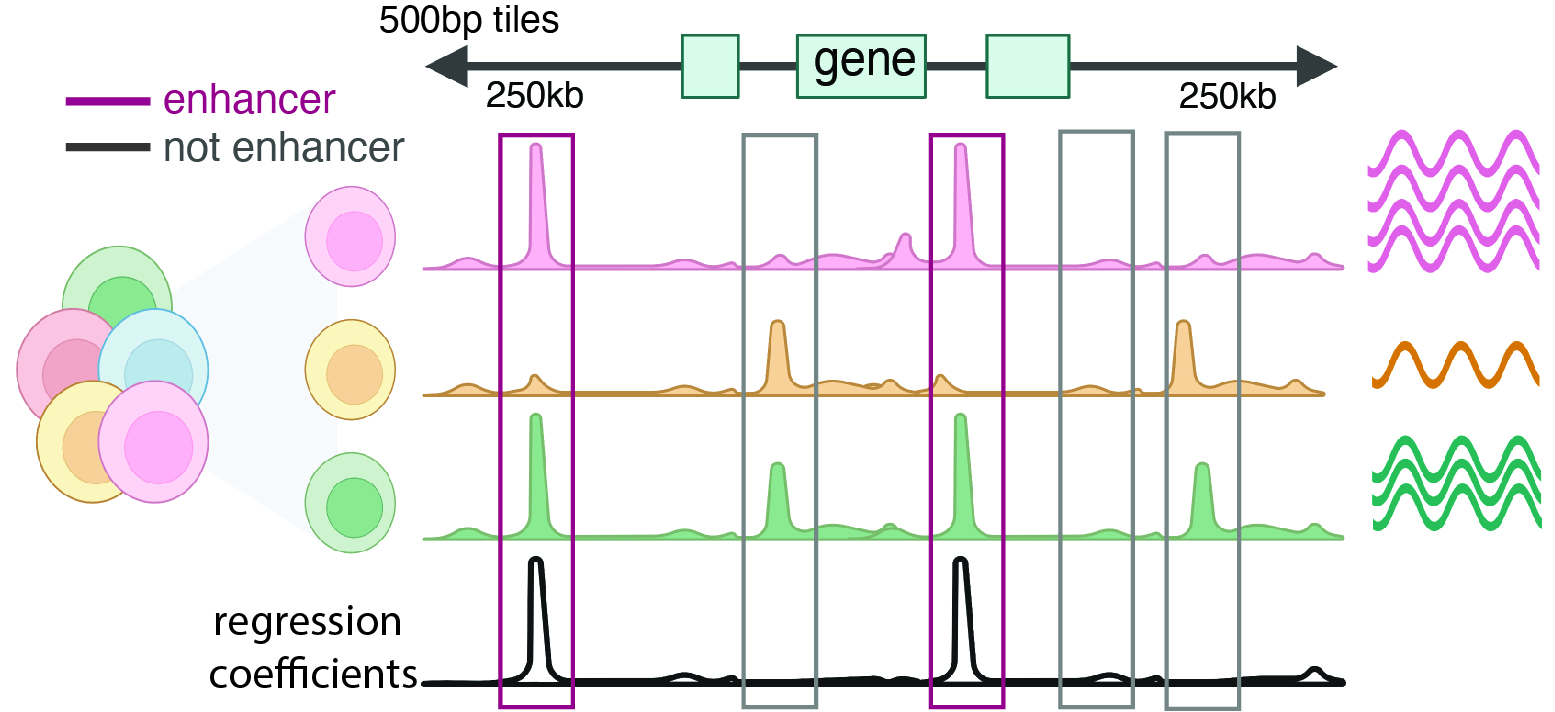 500bp tiles
gene
250kb
250kb
enhancer
not enhancer
regression
coefficients